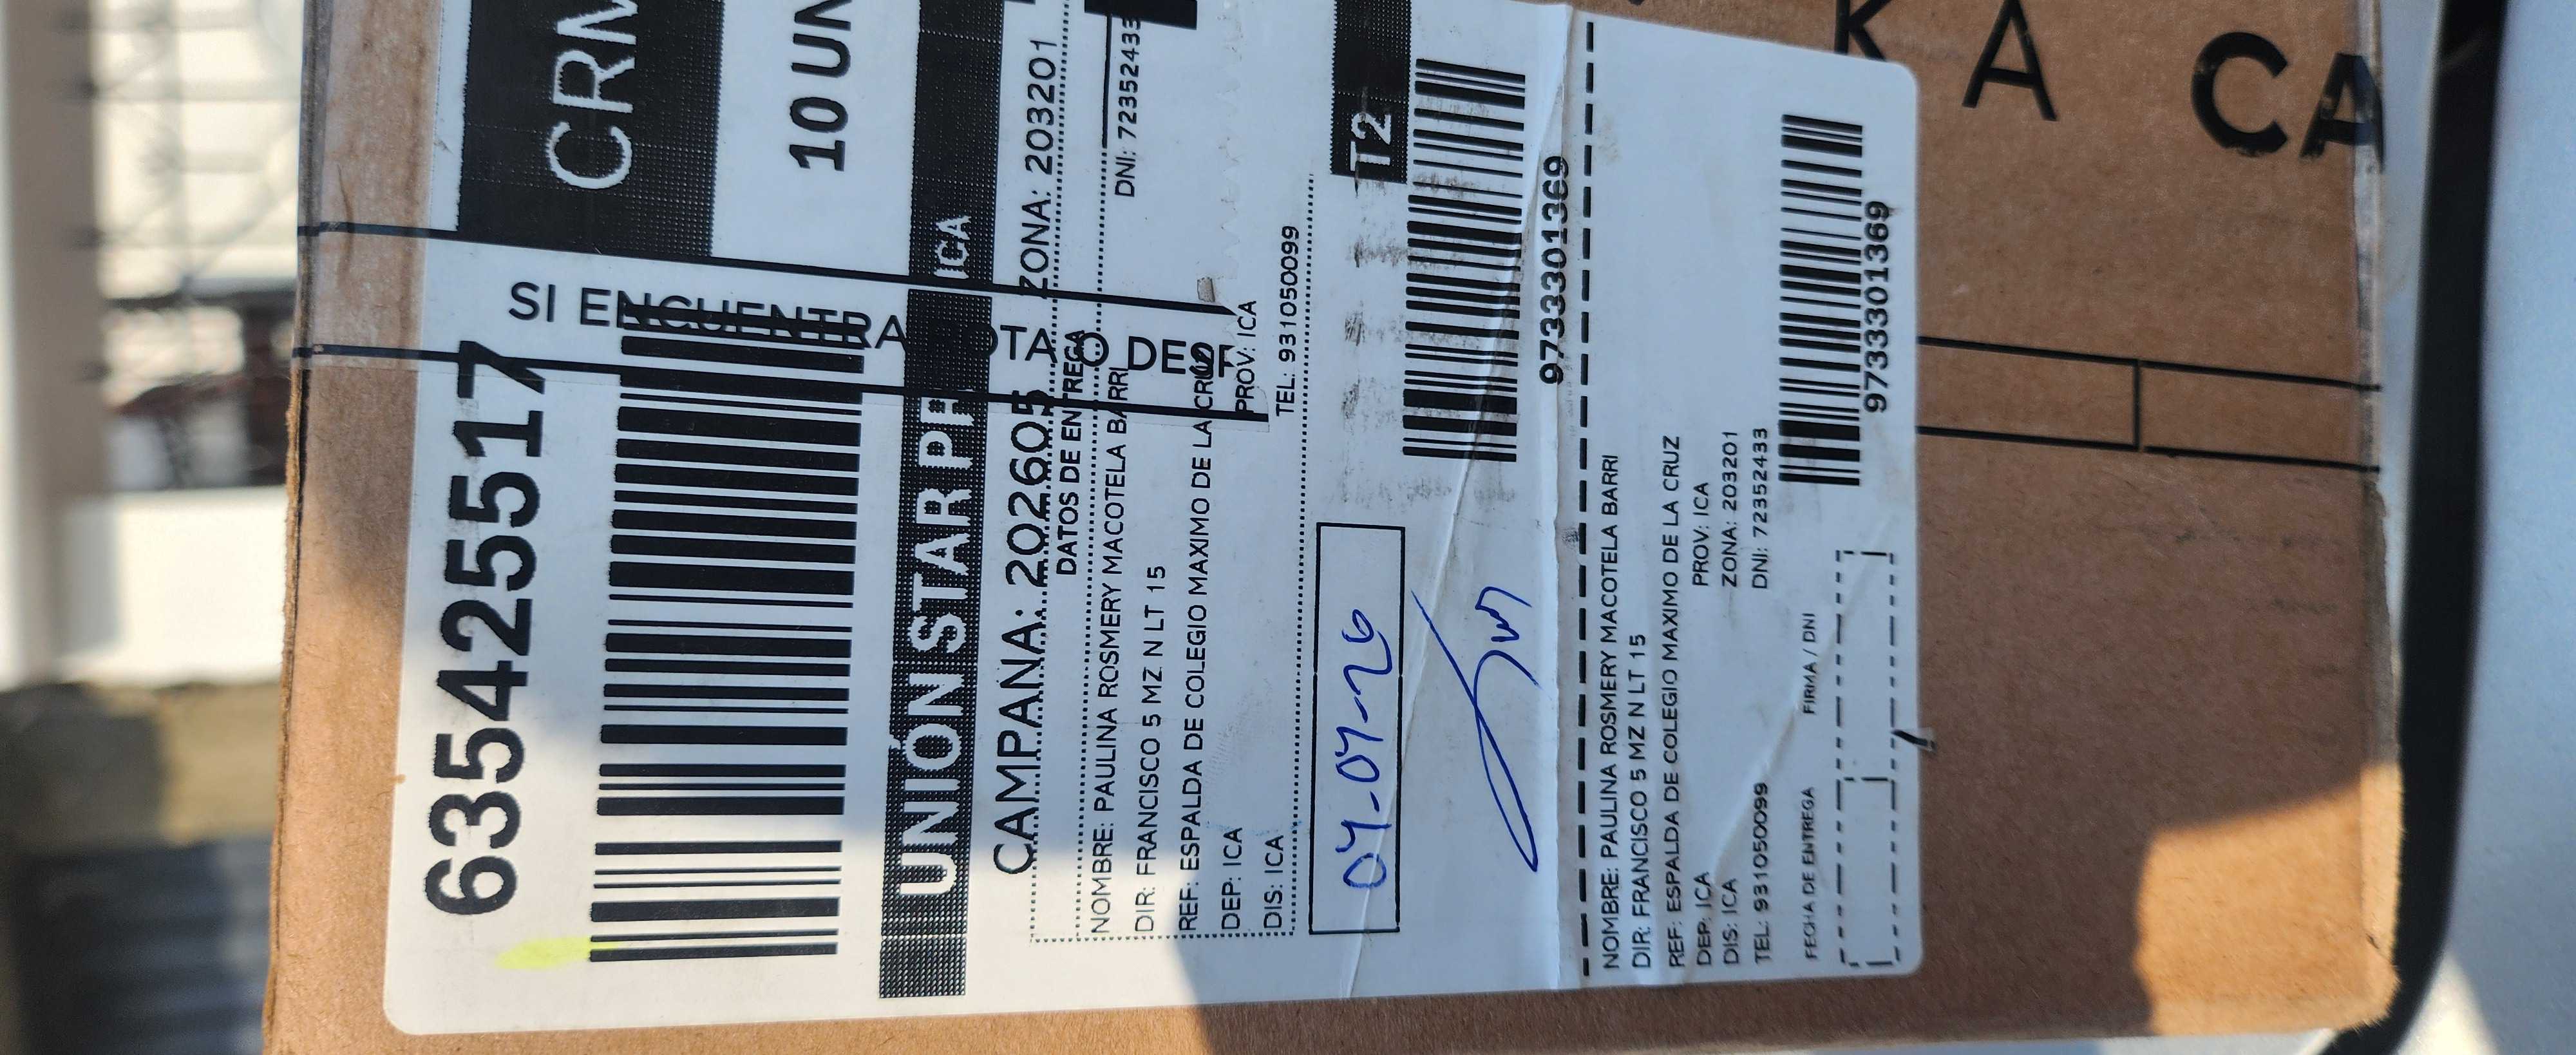 KA CA
CRM
10 UN
SI ENCUENTRA ROTA O DESP
635425517
UNIÓN STAR PE
ICA
CAMPAÑA: 202605 ZONA: 203201
DATOS DE ENTREGA
NOMBRE: PAULINA ROSMERY MACOTELA BARRI DNI: 72352433
DIR: FRANCISCO 5 MZ N LT 15
REF: ESPALDA DE COLEGIO MAXIMO DE LA CRUZ
DEP: ICA PROV: ICA
DIS: ICA TEL: 931050099
T2
04-04-26
9733301369
NOMBRE: PAULINA ROSMERY MACOTELA BARRI
DIR: FRANCISCO 5 MZ N LT 15
REF: ESPALDA DE COLEGIO MAXIMO DE LA CRUZ
DEP: ICA PROV: ICA
DIS: ICA ZONA: 203201
TEL: 931050099 DNI: 72352433
FECHA DE ENTREGA FIRMA / DNI
9733301369